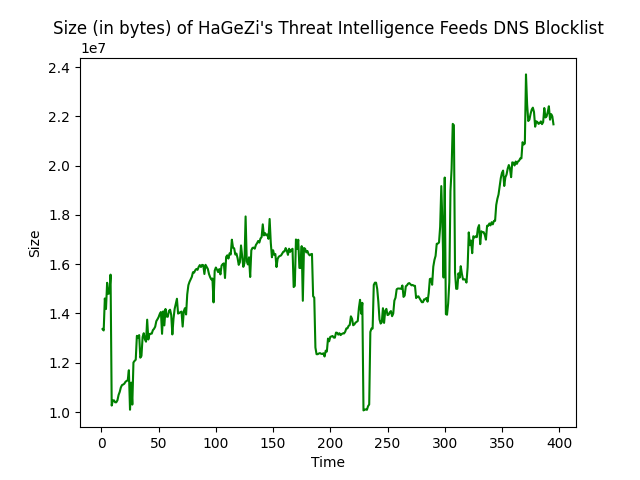 Size (in bytes) of HaGeZi's Threat Intelligence Feeds DNS Blocklist
1e7
2.4
2.2
2.0
1.8
1.6
1.4
1.2
1.0
Size
0 50 100 150 200 250 300 350 400
Time